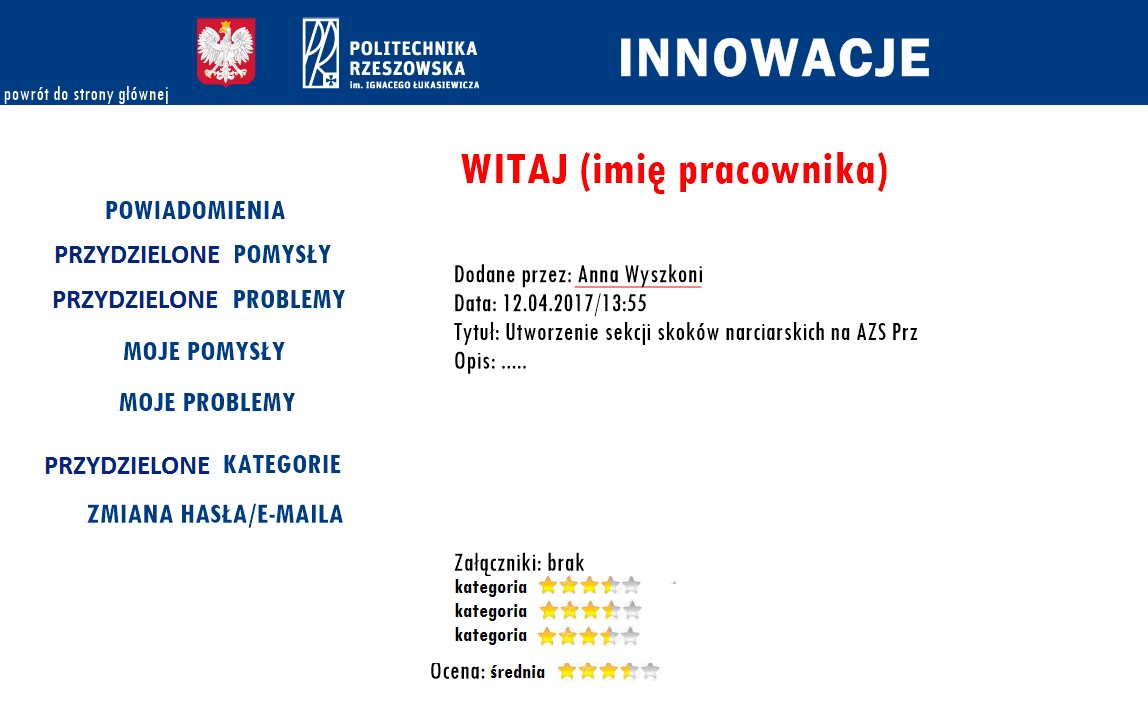 POLITECHNIKA
RZESZOWSKA
im. IGNACEGO ŁUKASIEWICZA
INNOWACJE
powrót do strony głównej
WITAJ (imię pracownika)
POWIADOMIENIA
PRZYDZIELONE POMYSŁY
PRZYDZIELONE PROBLEMY
MOJE POMYSŁY
MOJE PROBLEMY
PRZYDZIELONE KATEGORIE
ZMIANA HASŁA/E-MAILA
Dodane przez: Anna Wyszkoni
Data: 12.04.2017/13:55
Tytuł: Utworzenie sekcji skoków narciarskich na AZS Prz
Opis: .....
Załączniki: brak
kategoria
kategoria
kategoria
Ocena: średnia